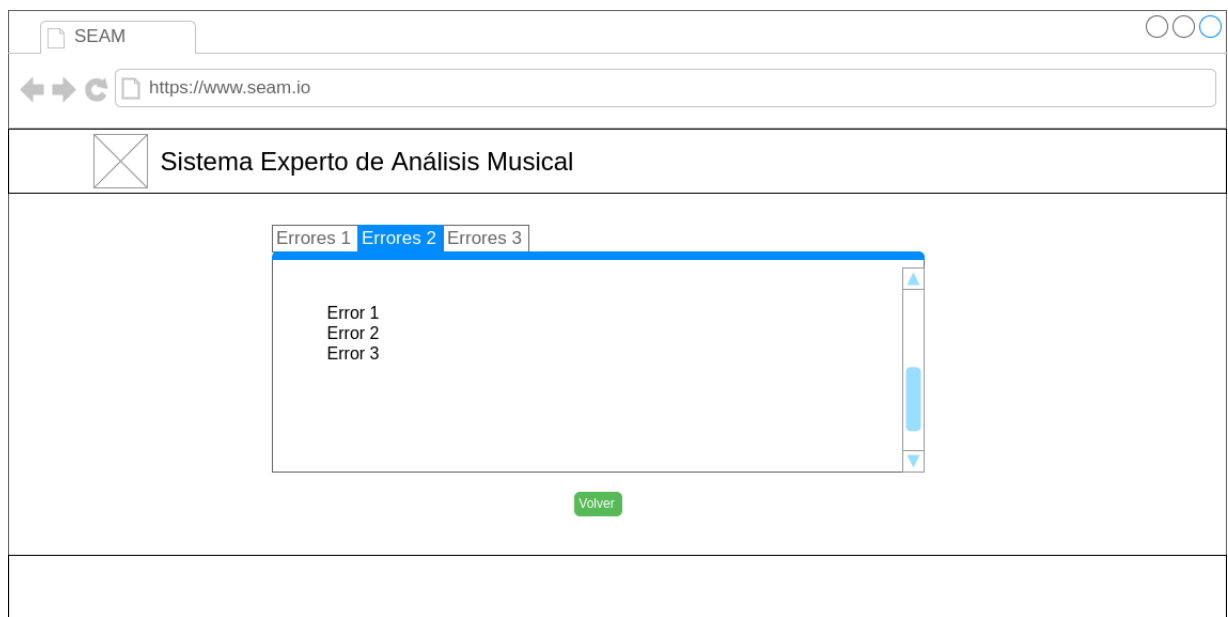 SEAM
https://www.seam.io
Sistema Experto de Análisis Musical
Errores 1 Errores 2 Errores 3
Error 1
Error 2
Error 3
Volver